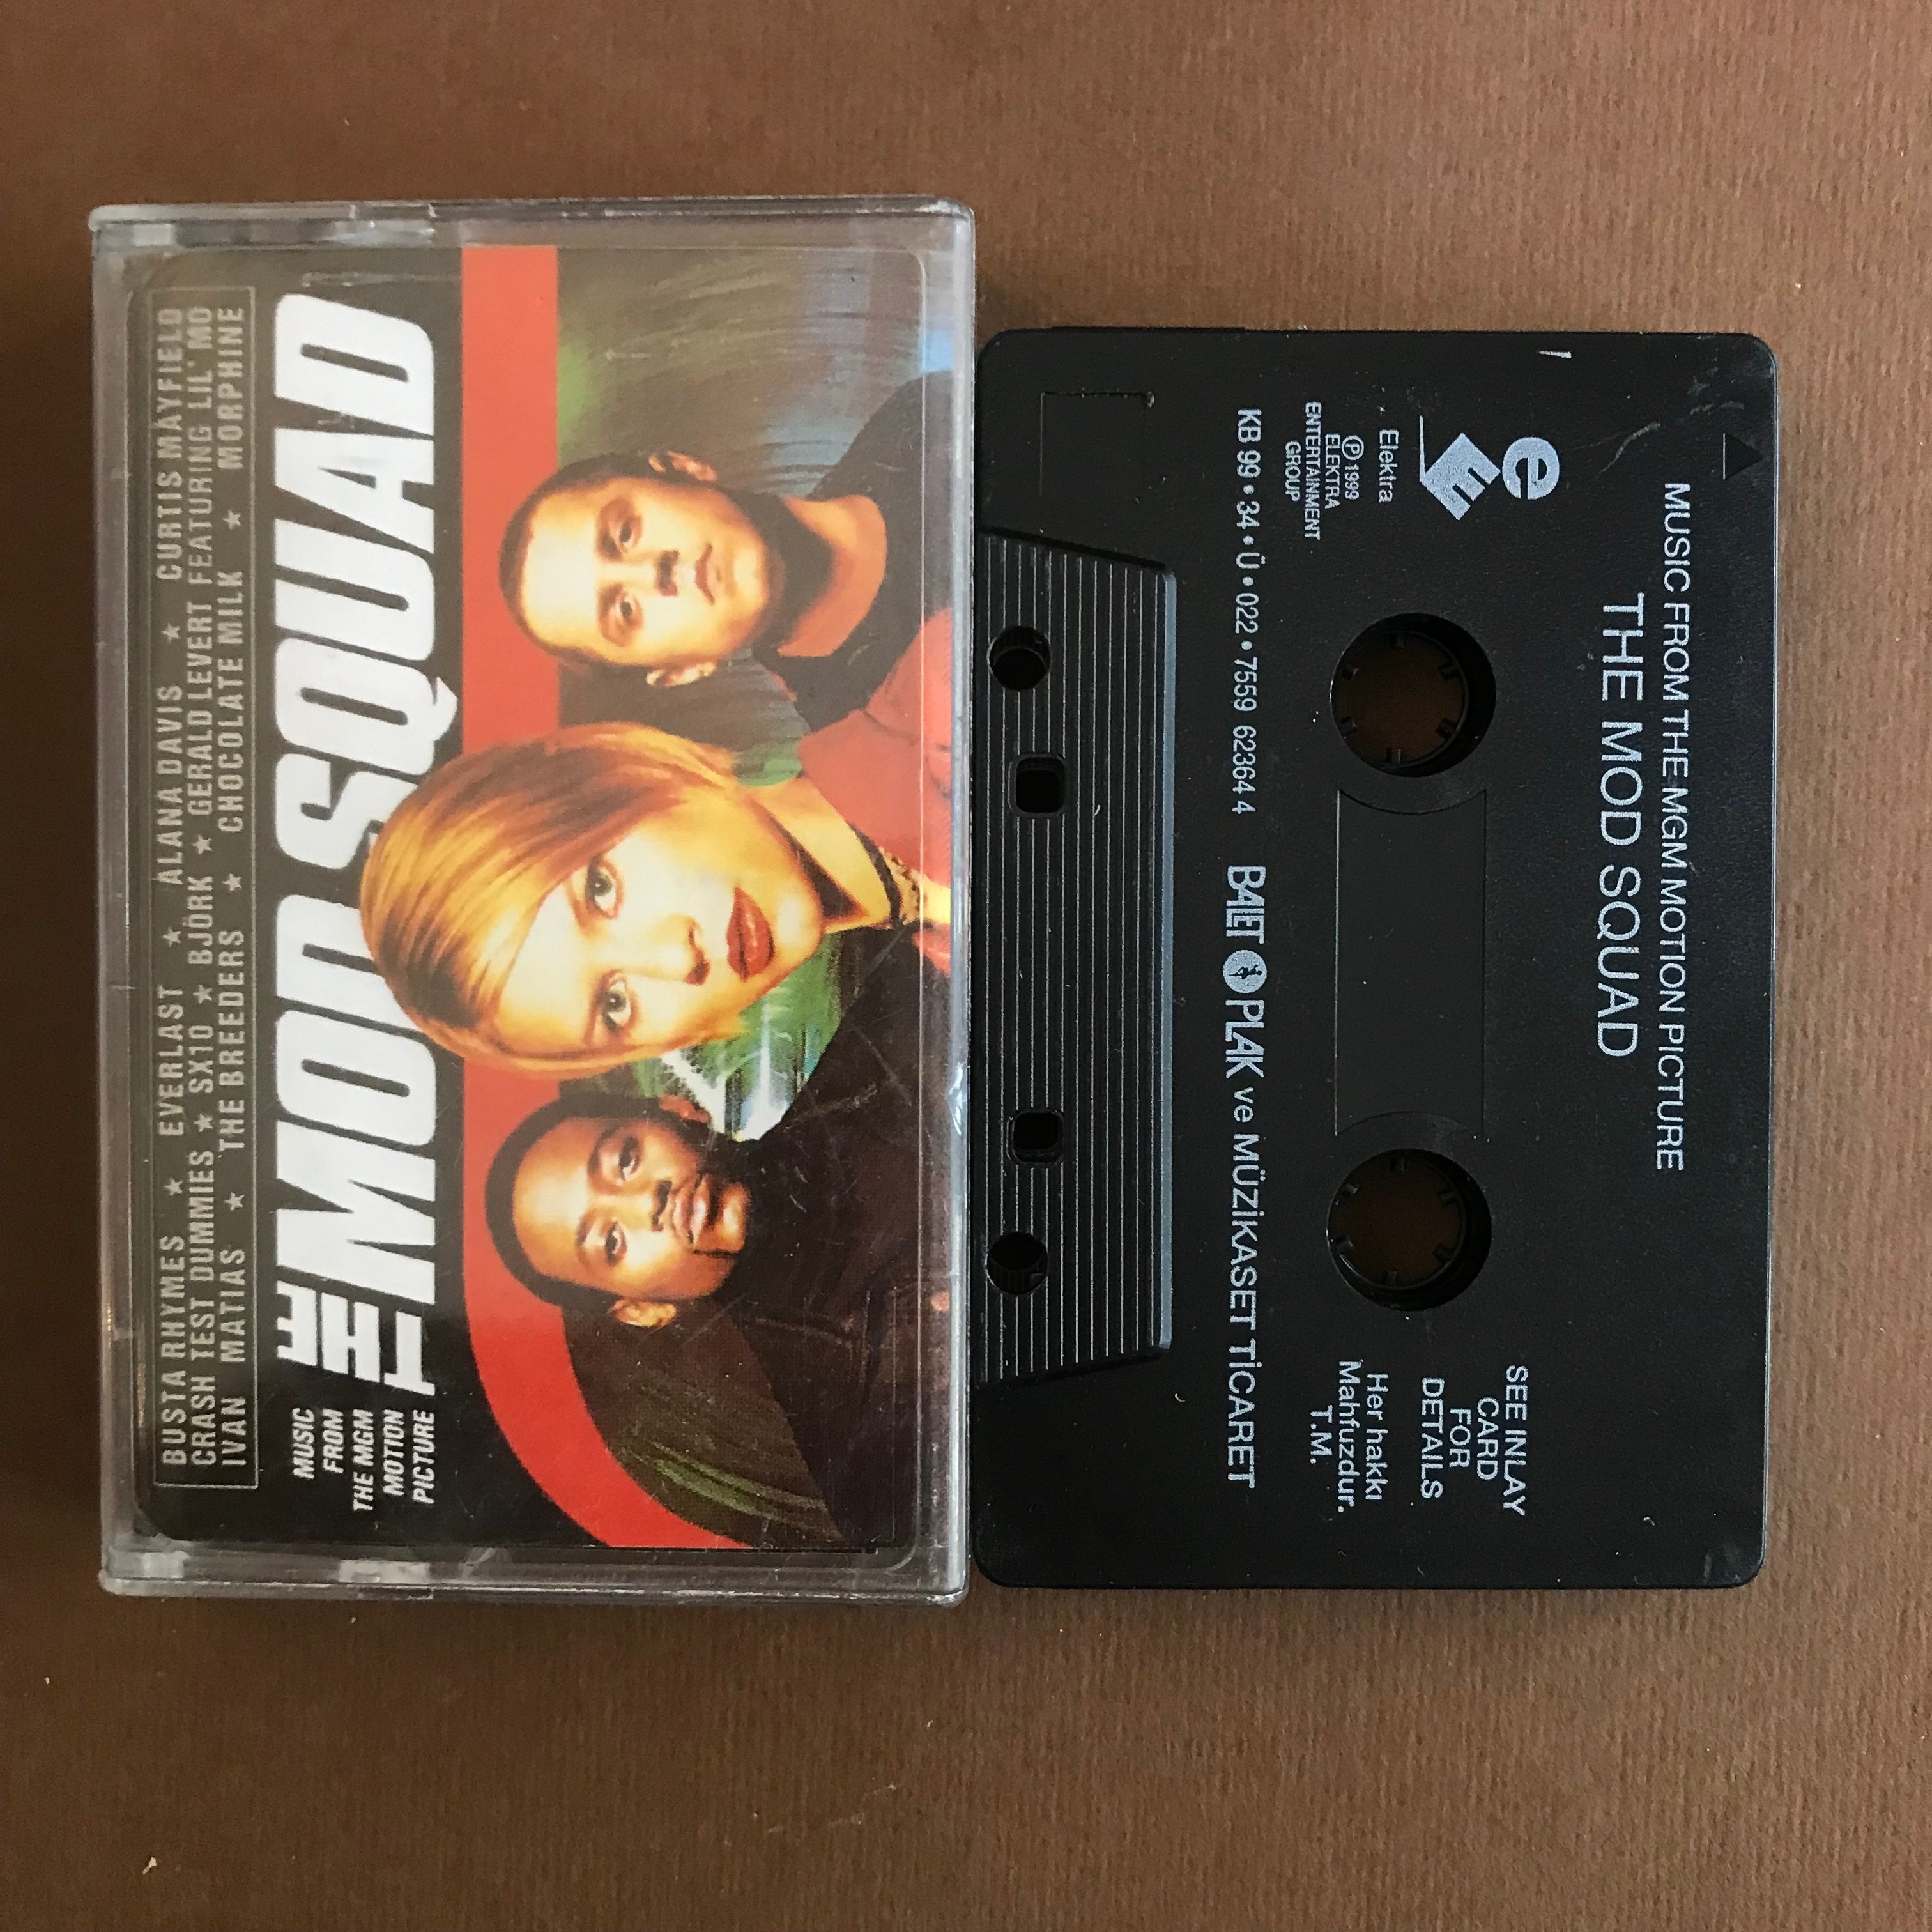 BUSTA RHYMES ★ EVERLAST ★ ALANA DAVIS ★ CURTIS MAYFIELD
CRASH TEST DUMMIES ★ SX10 ★ BJÖRK ★ GERALD LEVERT FEATURING LIL' MO
IVAN MATIAS ★ THE BREEDERS ★ CHOCOLATE MILK ★ MORPHINE
THE MOD SQUAD
MUSIC
FROM
THE MGM
MOTION
PICTURE
MUSIC FROM THE MGM MOTION PICTURE
THE MOD SQUAD
e
E
Elektra
Ⓟ 1999
ELEKTRA
ENTERTAINMENT
GROUP
SEE INLAY
CARD
FOR
DETAILS
Her hakkı
Mahfuzdur.
T.M.
KB 99 • 34 • Ü • 022 • 7559 62364 4 BALET PLAK ve MÜZİKASET TİCARET